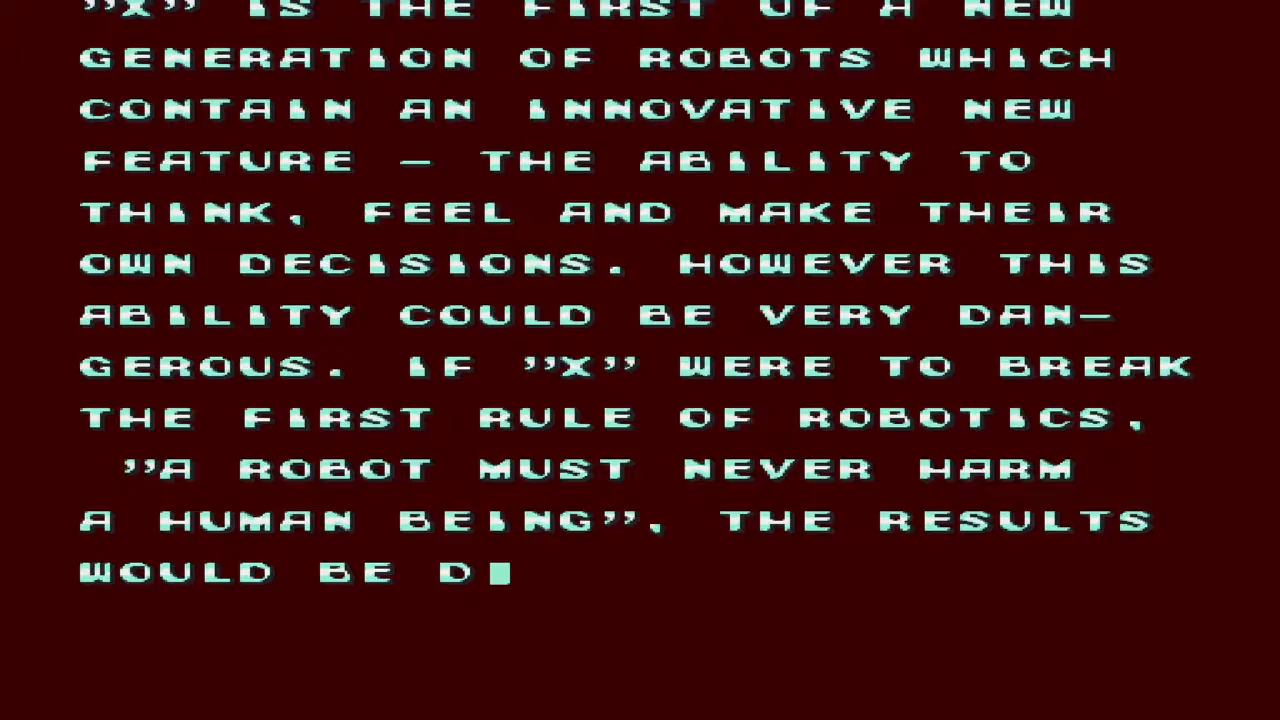 "X" IS THE FIRST OF A NEW
GENERATION OF ROBOTS WHICH
CONTAIN AN INNOVATIVE NEW
FEATURE – THE ABILITY TO
THINK, FEEL AND MAKE THEIR
OWN DECISIONS. HOWEVER THIS
ABILITY COULD BE VERY DAN–
GEROUS. IF "X" WERE TO BREAK
THE FIRST RULE OF ROBOTICS,
"A ROBOT MUST NEVER HARM
A HUMAN BEING", THE RESULTS
WOULD BE D